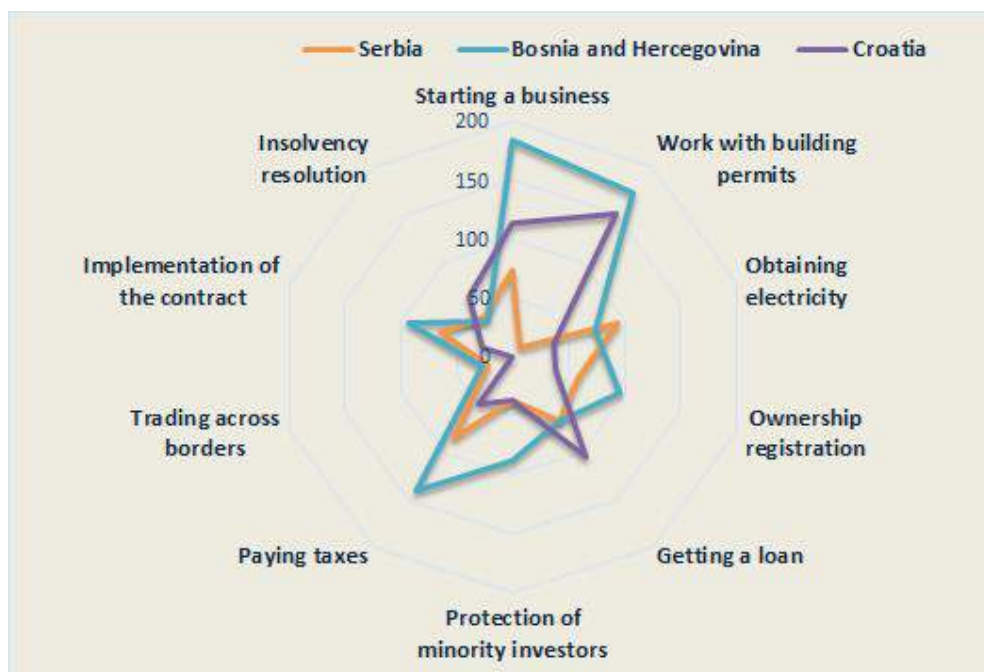 Serbia Bosnia and Hercegovina Croatia
Starting a business
200
Insolvency
resolution
Work with building
permits
150
100
Implementation of
the contract
Obtaining
electricity
50
0
Trading across
borders
Ownership
registration
Paying taxes
Getting a loan
Protection of
minority investors